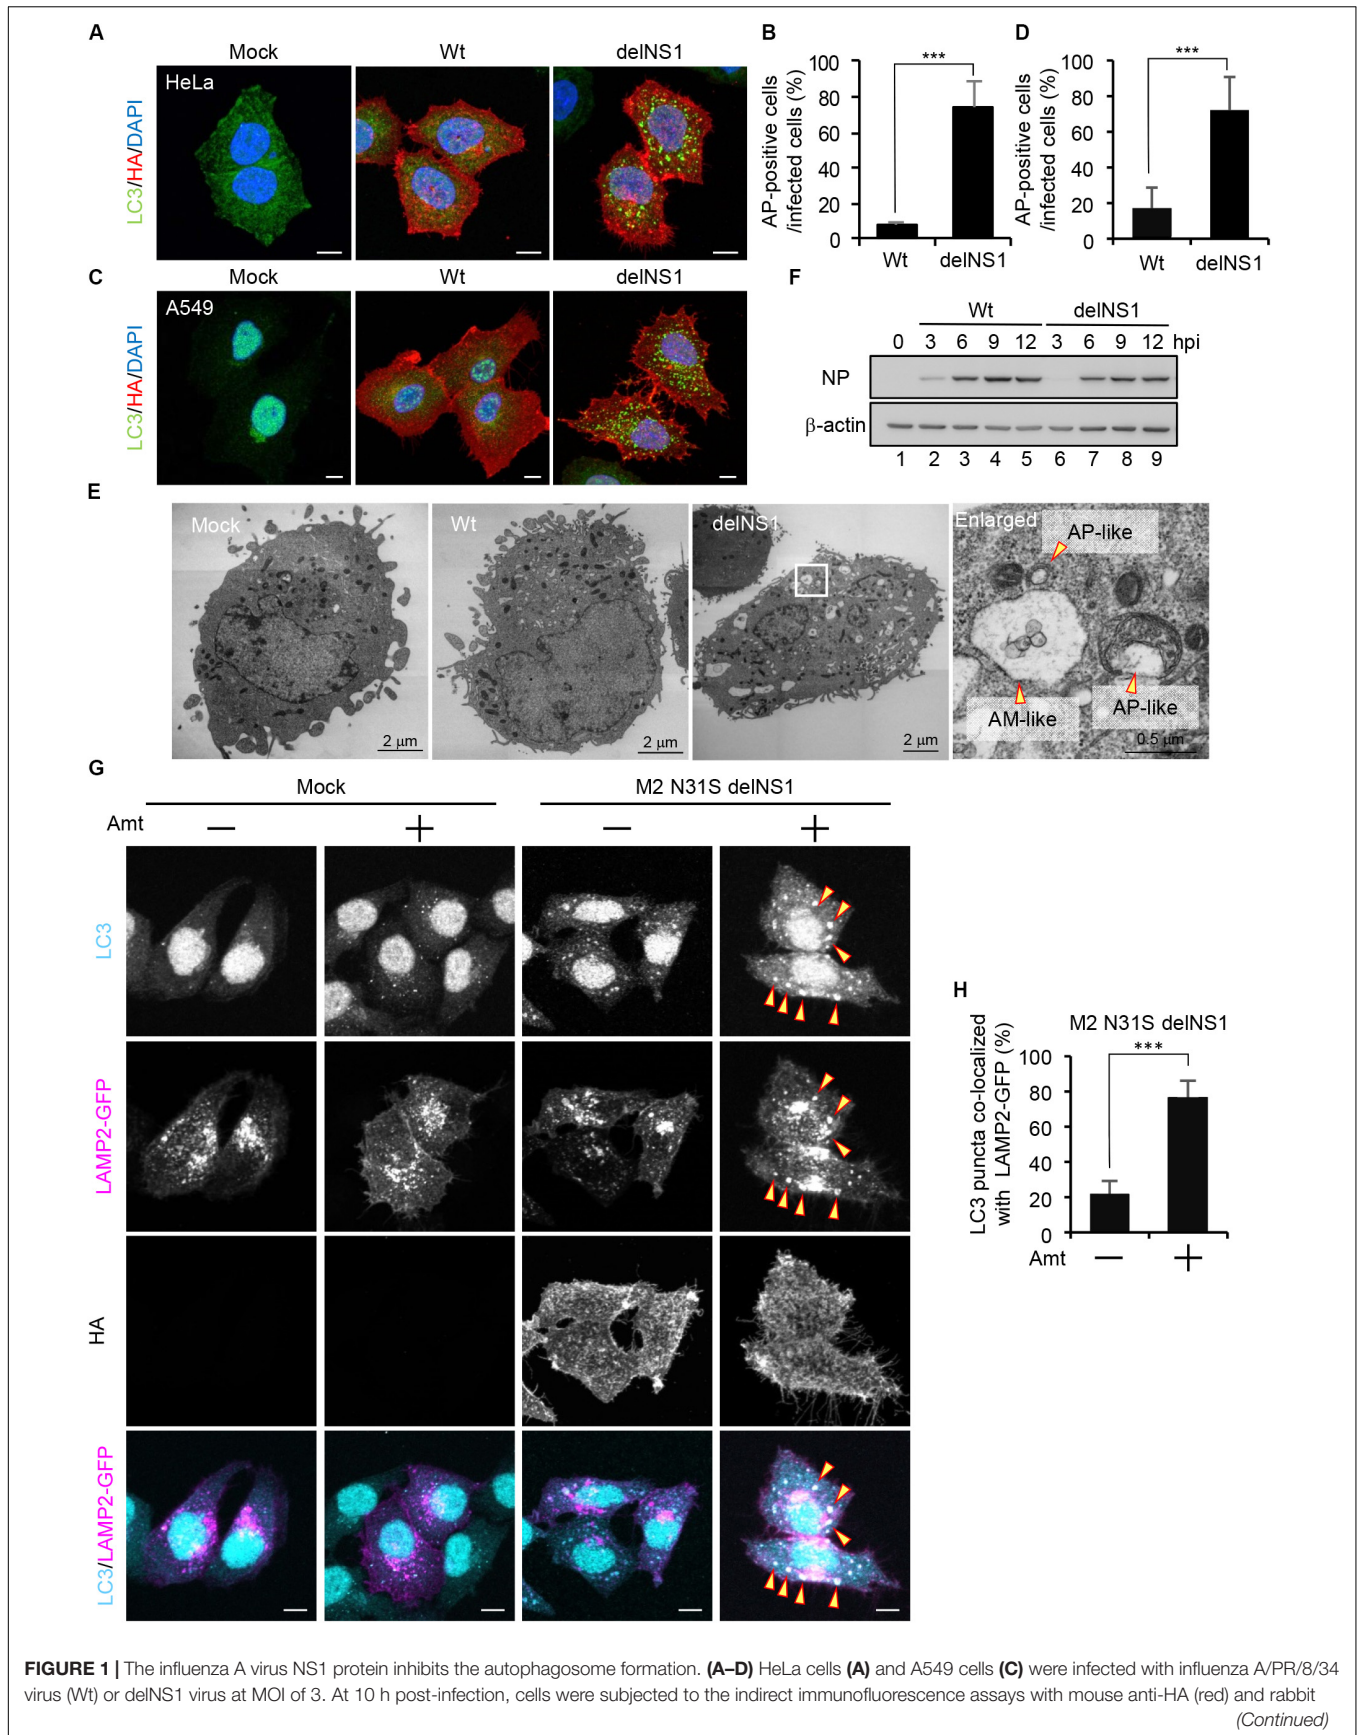 A
Mock
Wt
delNS1
LC3/HA/DAPI
HeLa
B
AP-positive cells
/infected cells (%)
100
80
60
40
20
0
***
Wt
delNS1
D
AP-positive cells
/infected cells (%)
100
80
60
40
20
0
***
Wt
delNS1
C
Mock
Wt
delNS1
LC3/HA/DAPI
A549
F
Wt
delNS1
0 3 6 9 12 3 6 9 12 hpi
NP
β-actin
1 2 3 4 5 6 7 8 9
E
Mock
2 μm
Wt
2 μm
delNS1
2 μm
Enlarged
AP-like
AM-like
AP-like
0.5 μm
G
Mock
M2 N31S delNS1
Amt — + — +
LC3
LAMP2-GFP
HA
LC3/LAMP2-GFP
H
M2 N31S delNS1
LC3 puncta co-localized
with LAMP2-GFP (%)
100
80
60
40
20
0
***
Amt — +
FIGURE 1 | The influenza A virus NS1 protein inhibits the autophagosome formation. (A–D) HeLa cells (A) and A549 cells (C) were infected with influenza A/PR/8/34
virus (Wt) or delNS1 virus at MOI of 3. At 10 h post-infection, cells were subjected to the indirect immunofluorescence assays with mouse anti-HA (red) and rabbit
(Continued)